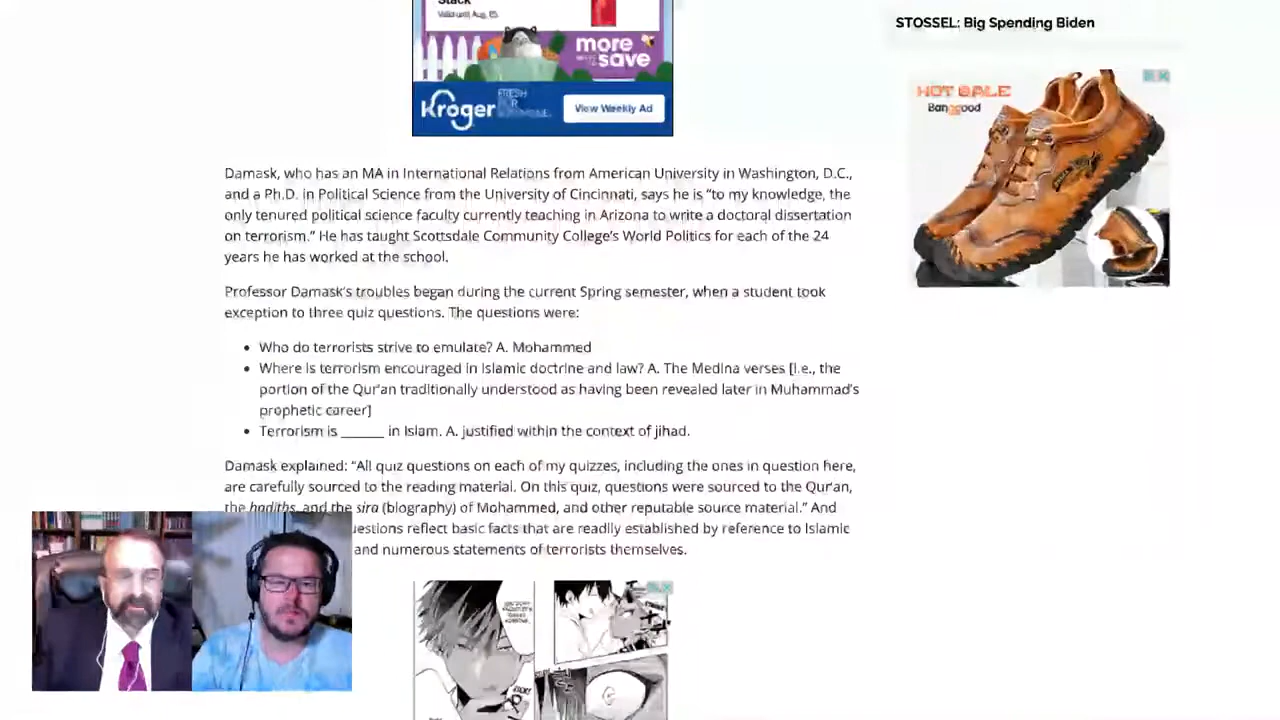 Stack
Valid until Aug. 05
more
save
Kroger
FRESH
FOR
View Weekly Ad
STOSSEL: Big Spending Biden
HOT SALE
Banggood
Damask, who has an MA in International Relations from American University in Washington, D.C.,
and a Ph.D. in Political Science from the University of Cincinnati, says he is “to my knowledge, the
only tenured political science faculty currently teaching in Arizona to write a doctoral dissertation
on terrorism.” He has taught Scottsdale Community College’s World Politics for each of the 24
years he has worked at the school.
Professor Damask’s troubles began during the current Spring semester, when a student took
exception to three quiz questions. The questions were:
• Who do terrorists strive to emulate? A. Mohammed
• Where is terrorism encouraged in Islamic doctrine and law? A. The Medina verses [i.e., the
portion of the Qur’an traditionally understood as having been revealed later in Muhammad’s
prophetic career]
• Terrorism is ______ in Islam. A. justified within the context of jihad.
Damask explained: “All quiz questions on each of my quizzes, including the ones in question here,
are carefully sourced to the reading material. On this quiz, questions were sourced to the Qur’an,
the hadiths, and the sira (biography) of Mohammed, and other reputable source material.” And
uestions reflect basic facts that are readily established by reference to Islamic
and numerous statements of terrorists themselves.